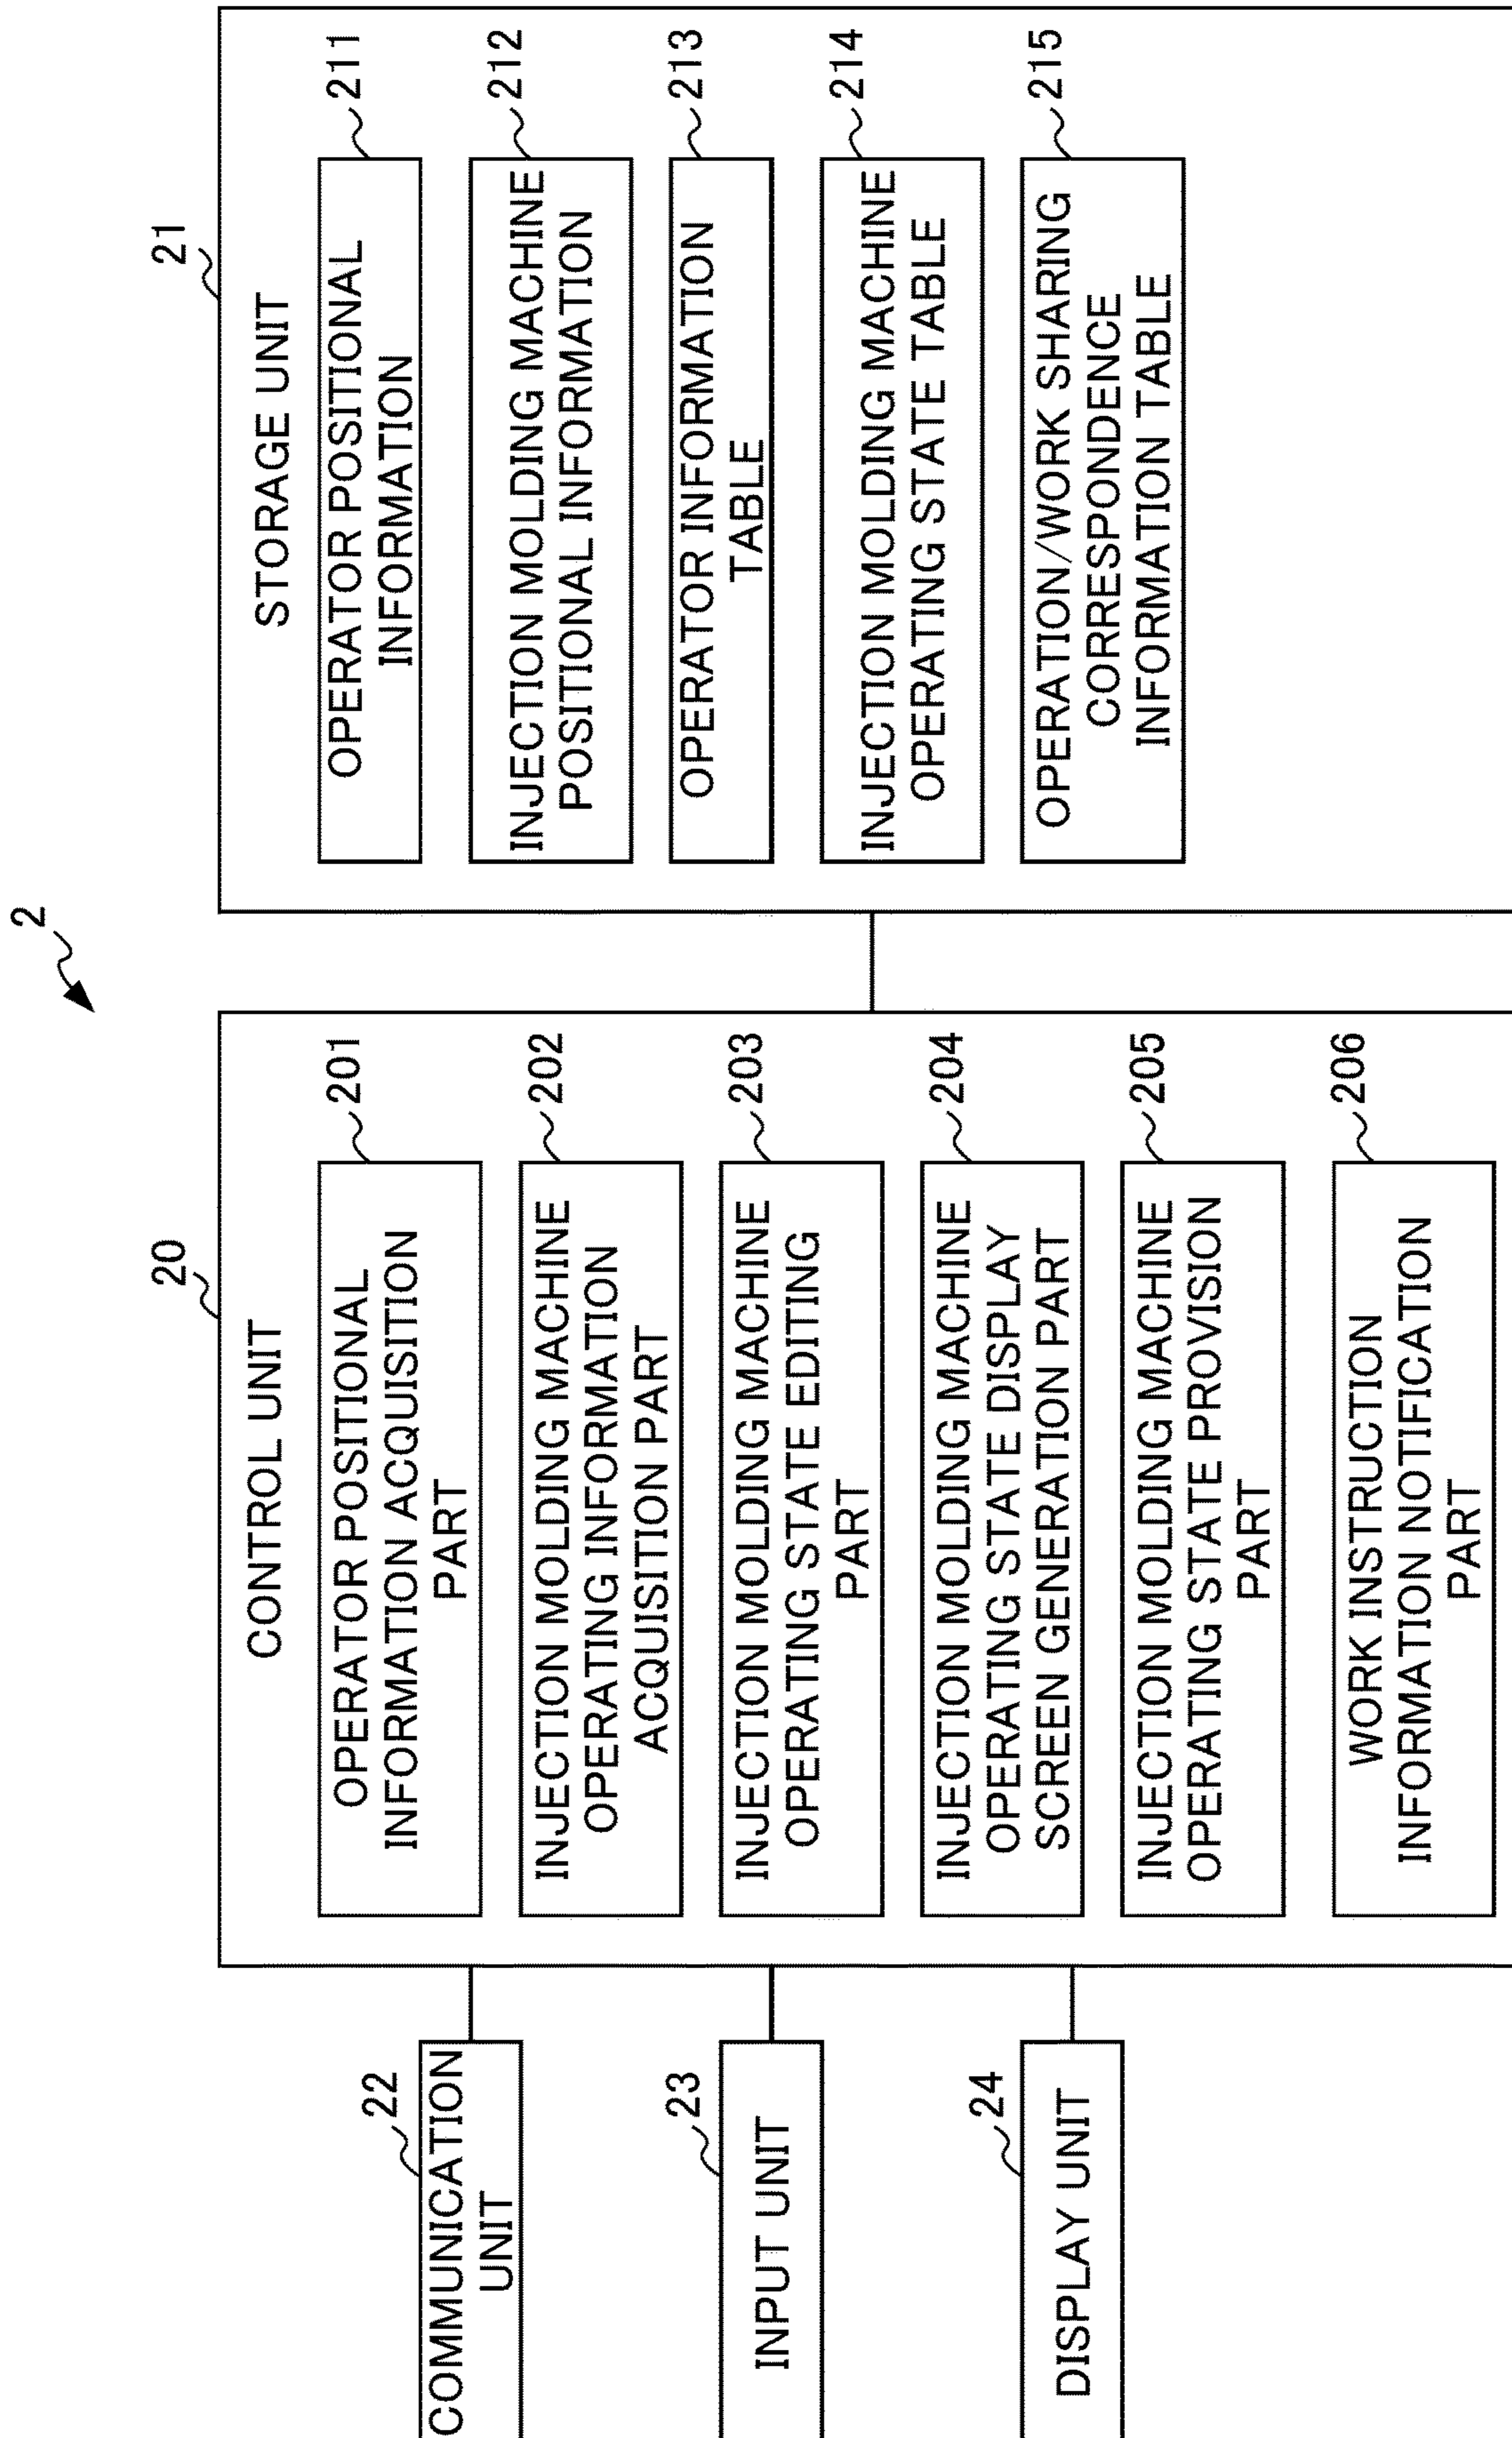 2
22
COMMUNICATION
UNIT
23
INPUT UNIT
24
DISPLAY UNIT
20
CONTROL UNIT
OPERATOR POSITIONAL
INFORMATION ACQUISITION
PART
201
INJECTION MOLDING MACHINE
OPERATING INFORMATION
ACQUISITION PART
202
INJECTION MOLDING MACHINE
OPERATING STATE EDITING
PART
203
INJECTION MOLDING MACHINE
OPERATING STATE DISPLAY
SCREEN GENERATION PART
204
INJECTION MOLDING MACHINE
OPERATING STATE PROVISION
PART
205
WORK INSTRUCTION
INFORMATION NOTIFICATION
PART
206
21
STORAGE UNIT
OPERATOR POSITIONAL
INFORMATION
211
INJECTION MOLDING MACHINE
POSITIONAL INFORMATION
212
OPERATOR INFORMATION
TABLE
213
INJECTION MOLDING MACHINE
OPERATING STATE TABLE
214
OPERATION/WORK SHARING
CORRESPONDENCE
INFORMATION TABLE
215